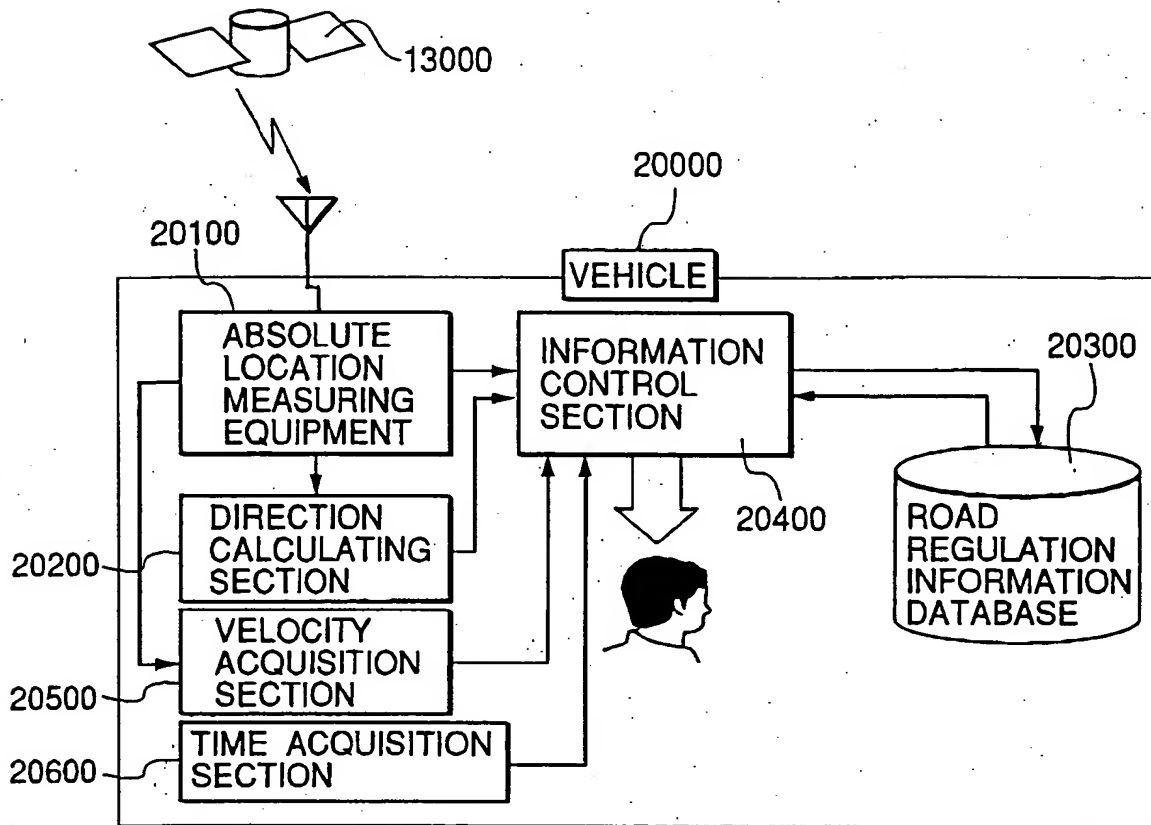 13000
20000
20100
VEHICLE
ABSOLUTE
LOCATION
MEASURING
EQUIPMENT
INFORMATION
CONTROL
SECTION
20300
20400
DIRECTION
CALCULATING
SECTION
20200
ROAD
REGULATION
INFORMATION
DATABASE
VELOCITY
ACQUISITION
SECTION
20500
TIME ACQUISITION
SECTION
20600